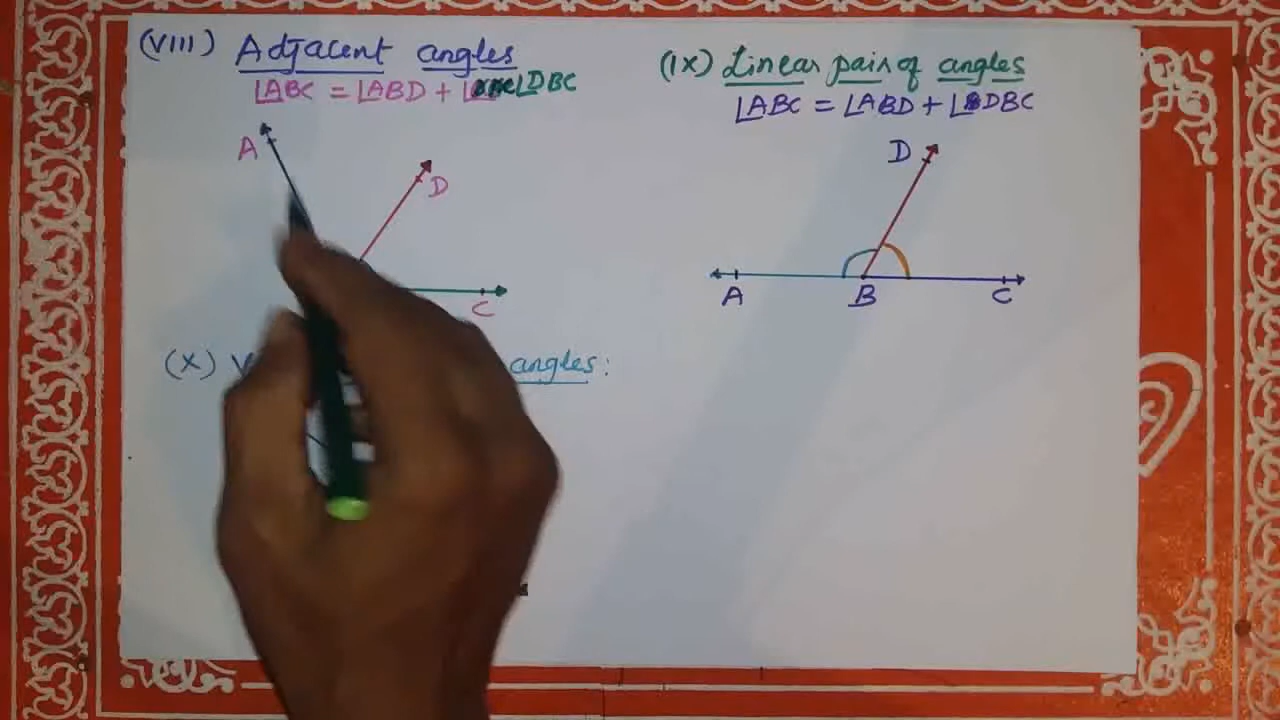 (VIII) Adjacent angles
∠ABC = ∠ABD + ∠DBC
A
D
C
(IX) Linear pair of angles
∠ABC = ∠ABD + ∠DBC
D
A B C
(X) angles: